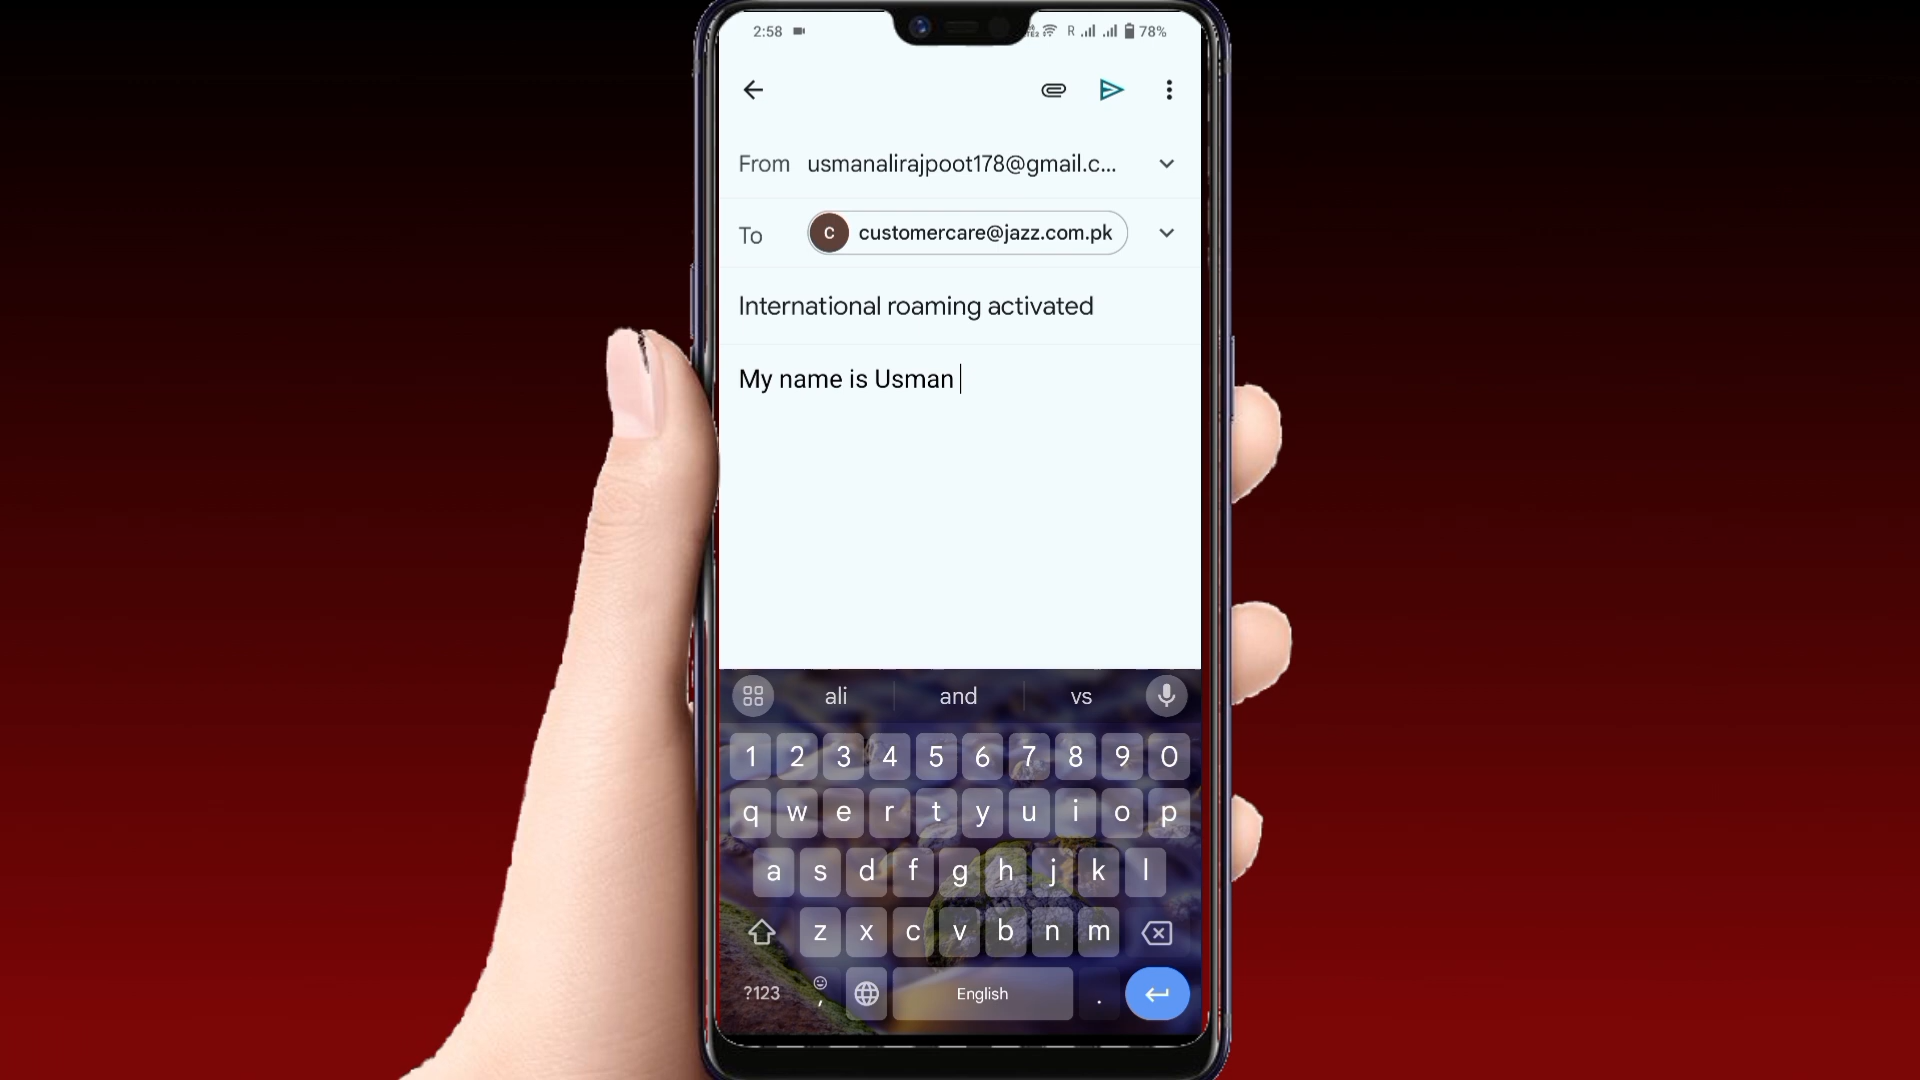 2:58 R 78%
From usmanalirajpoot178@gmail.c...
To C customercare@jazz.com.pk
International roaming activated
My name is Usman
ali and vs
1 2 3 4 5 6 7 8 9 0
q w e r t y u i o p
a s d f g h j k l
z x c v b n m
?123 , English .